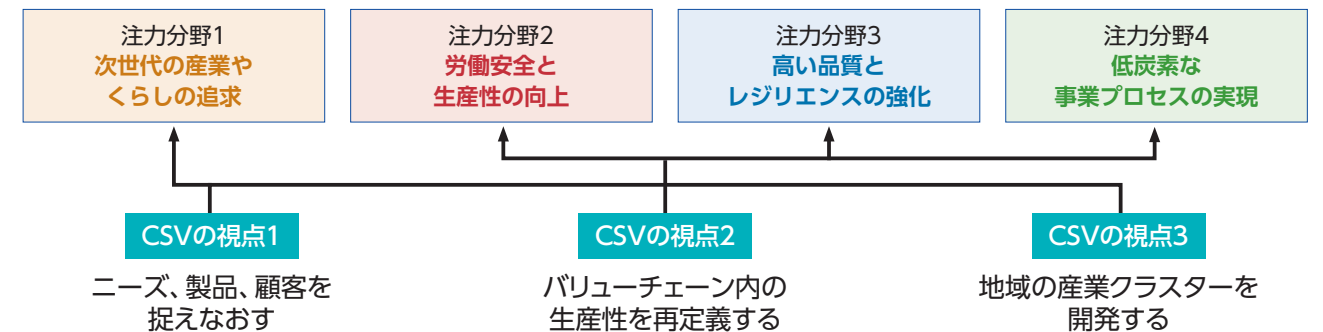 注力分野1
次世代の産業や
くらしの追求
注力分野2
労働安全と
生産性の向上
注力分野3
高い品質と
レジリエンスの強化
注力分野4
低炭素な
事業プロセスの実現
CSVの視点1
ニーズ、製品、顧客を
捉えなおす
CSVの視点2
バリューチェーン内の
生産性を再定義する
CSVの視点3
地域の産業クラスターを
開発する